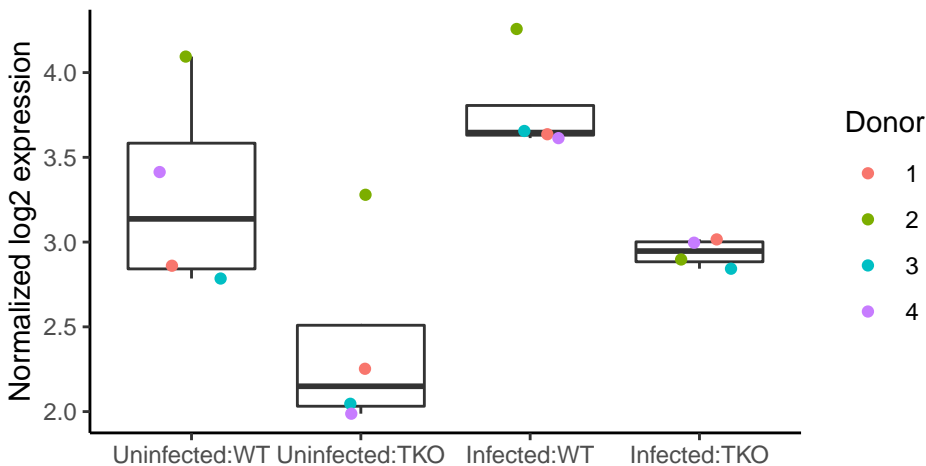 Normalized log2 expression
4.0
3.5
3.0
2.5
2.0
Uninfected:WT
Uninfected:TKO
Infected:WT
Infected:TKO
Donor
1
2
3
4